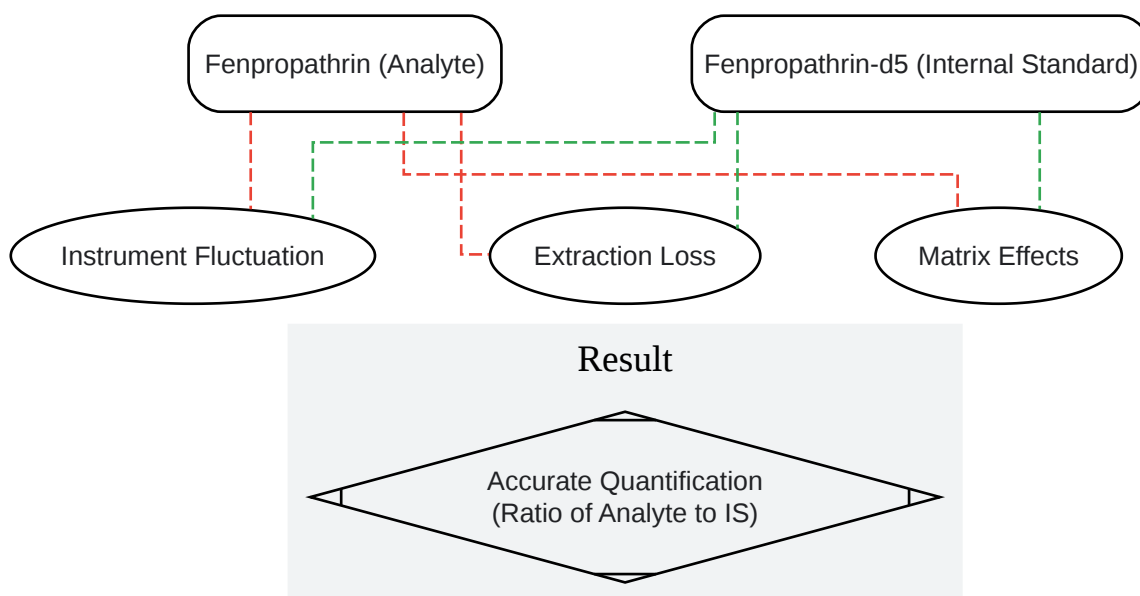 Fenpropathrin (Analyte)
Fenpropathrin-d5 (Internal Standard)
Instrument Fluctuation
Extraction Loss
Matrix Effects
Result
Accurate Quantification
(Ratio of Analyte to IS)